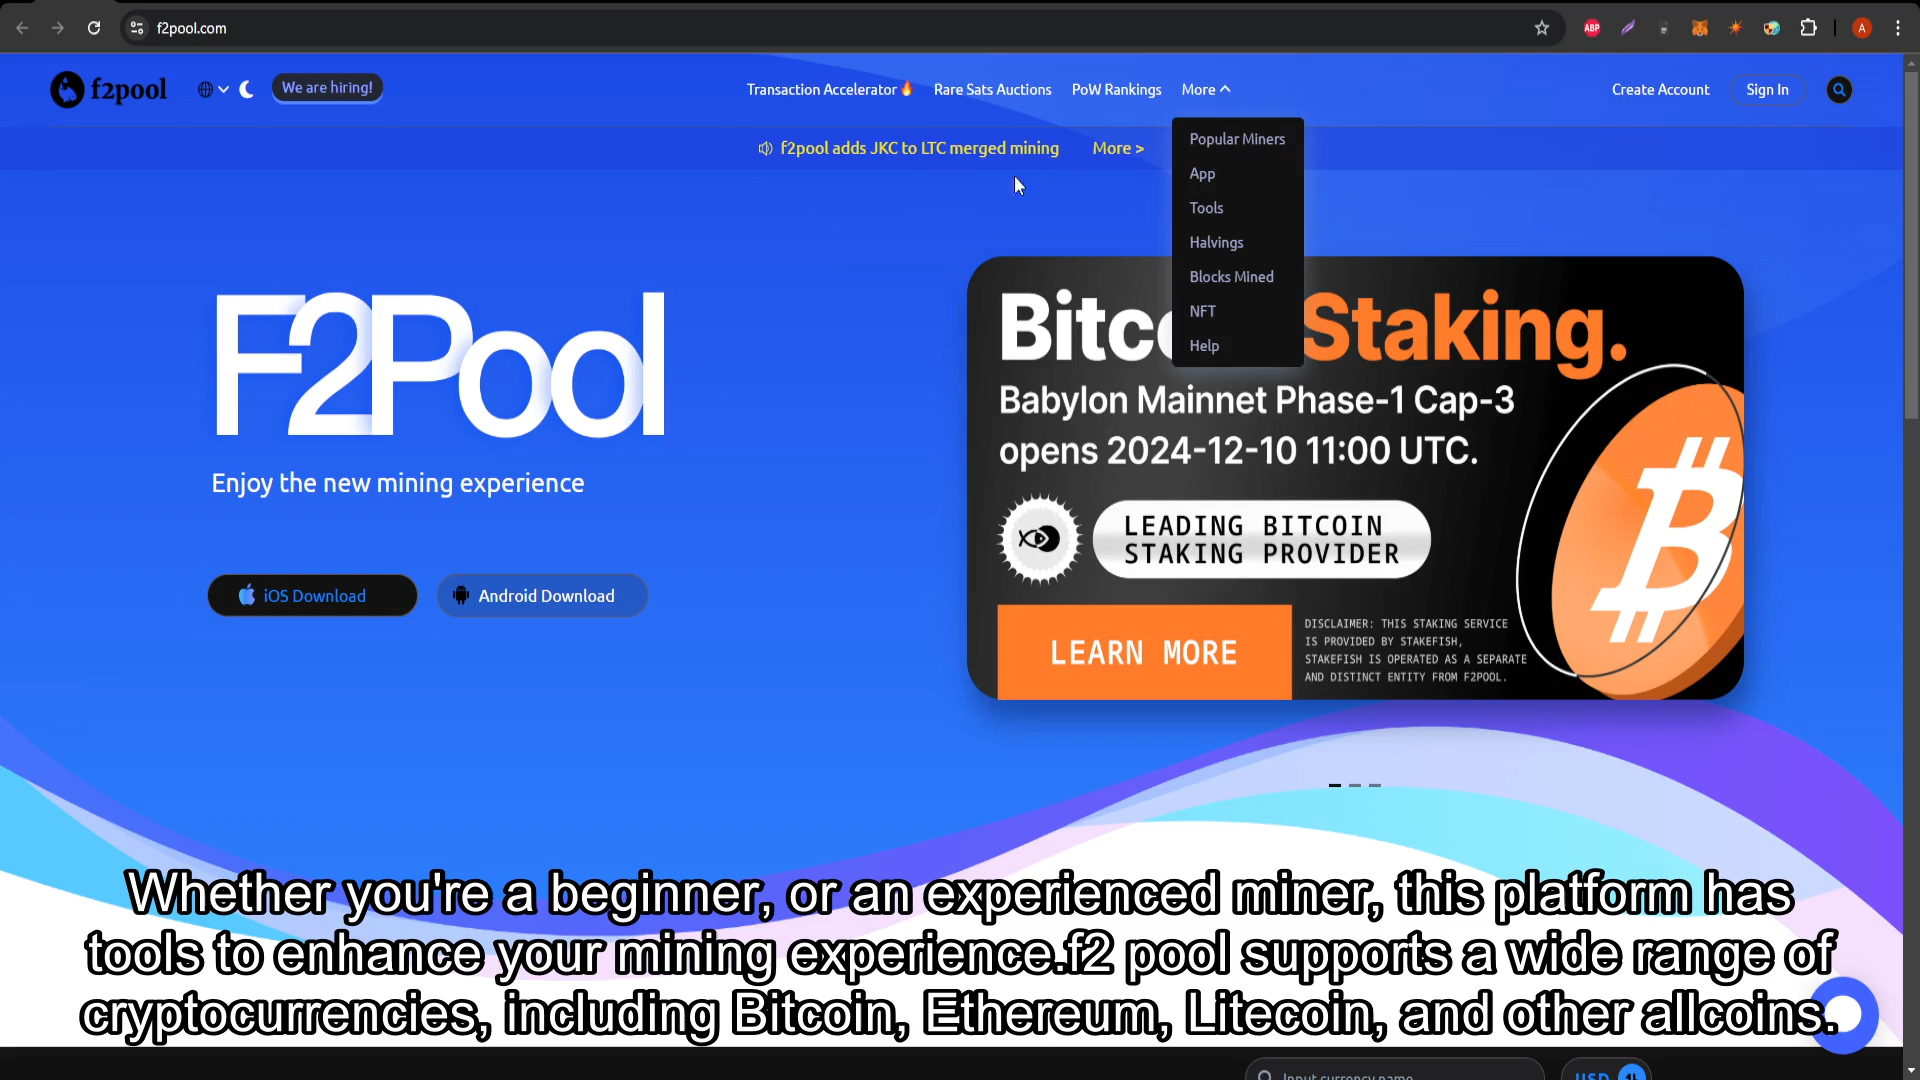 f2pool.com
ABP
A
f2pool
We are hiring!
Transaction Accelerator
Rare Sats Auctions
PoW Rankings
More
Create Account
Sign In
f2pool adds JKC to LTC merged mining
More >
Popular Miners
App
Tools
Halvings
Blocks Mined
NFT
Help
F2Pool
Enjoy the new mining experience
iOS Download
Android Download
Bitc Staking.
Babylon Mainnet Phase-1 Cap-3
opens 2024-12-10 11:00 UTC.
LEADING BITCOIN
STAKING PROVIDER
LEARN MORE
DISCLAIMER: THIS STAKING SERVICE
IS PROVIDED BY STAKEFISH,
STAKEFISH IS OPERATED AS A SEPARATE
AND DISTINCT ENTITY FROM F2POOL.
Whether you're a beginner, or an experienced miner, this platform has
tools to enhance your mining experience.f2 pool supports a wide range of
cryptocurrencies, including Bitcoin, Ethereum, Litecoin, and other allcoins.
Input currency name
USD